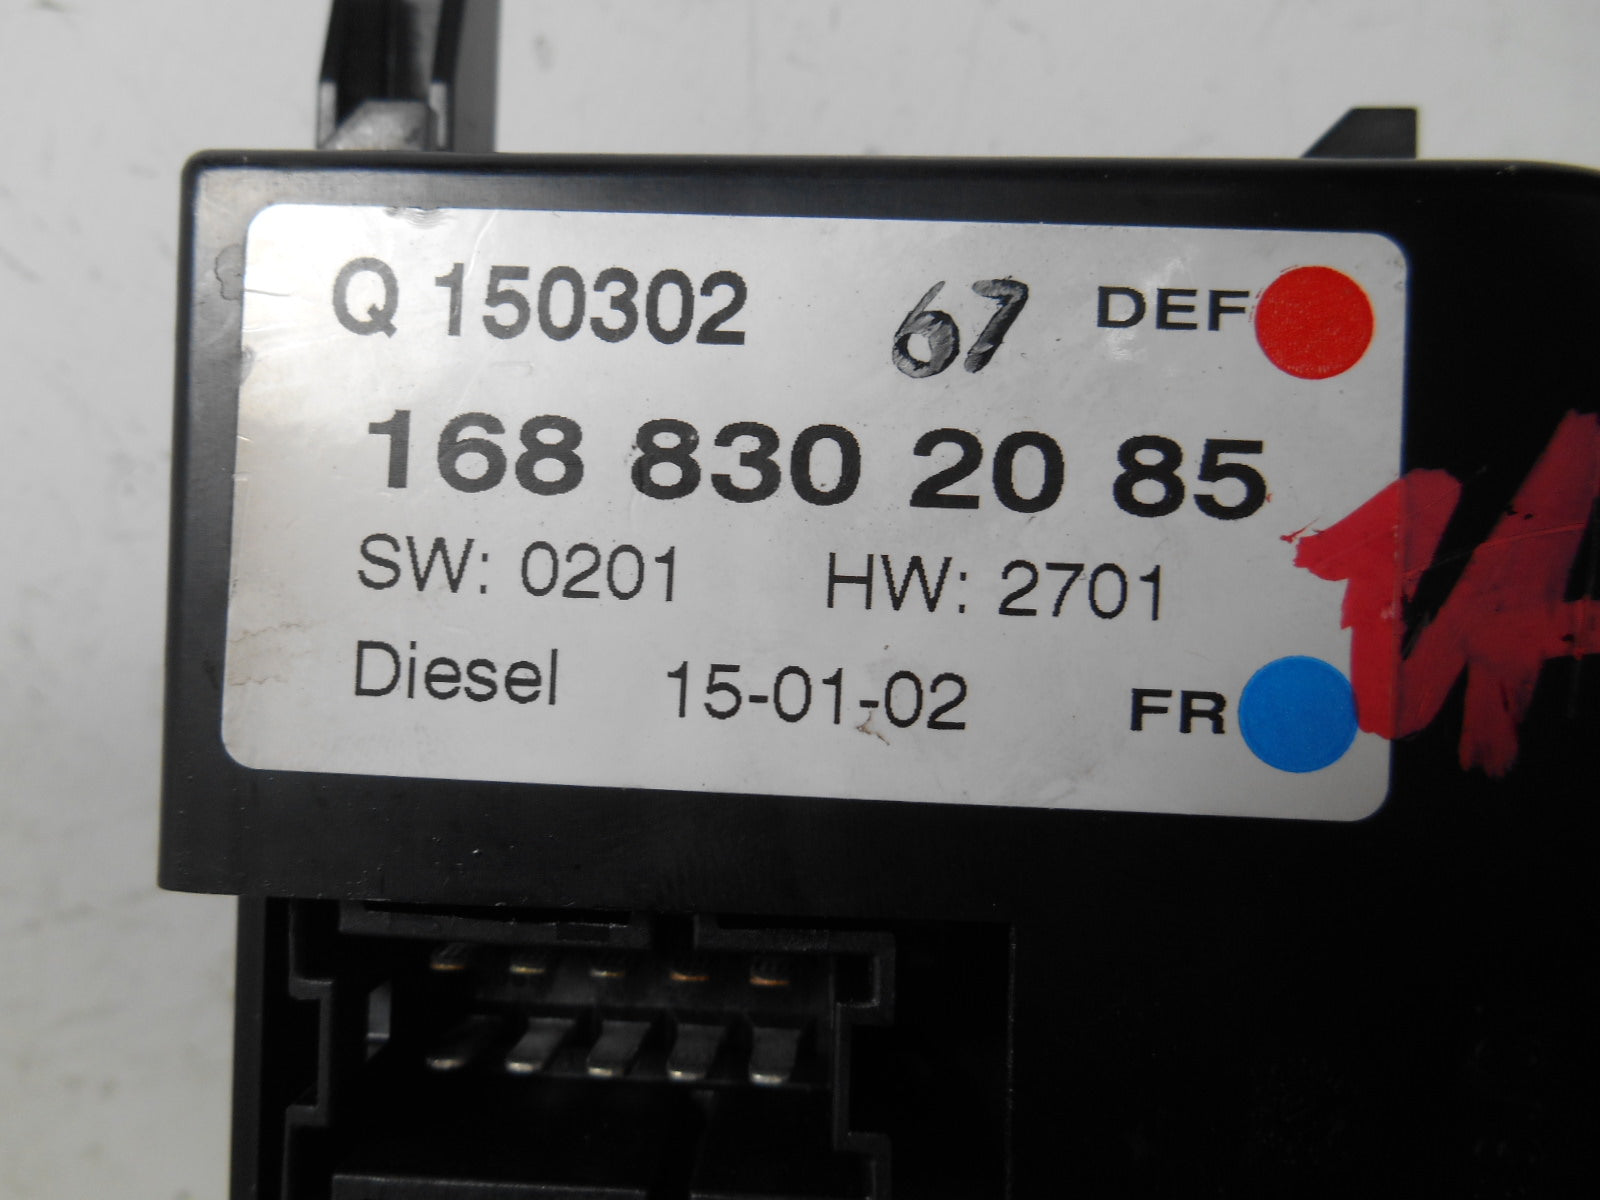 Q 150302 67 DEF
168 830 20 85
SW: 0201 HW: 2701
Diesel 15-01-02 FR